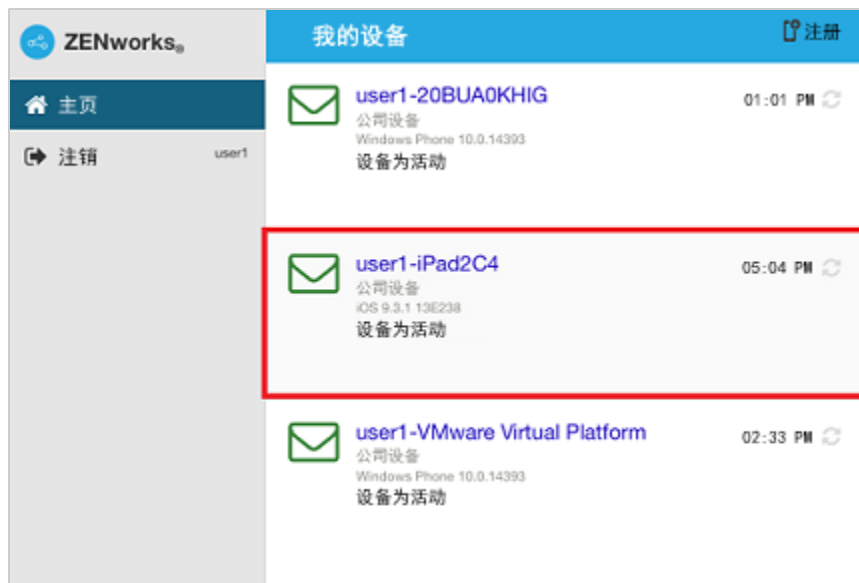 ZENworks®
我的设备
注册
主页
注销
user1
user1-20BUA0KHIG
01:01 PM
公司设备
Windows Phone 10.0.14393
设备为活动
user1-iPad2C4
05:04 PM
公司设备
iOS 9.3.1 13E238
设备为活动
user1-VMware Virtual Platform
02:33 PM
公司设备
Windows Phone 10.0.14393
设备为活动